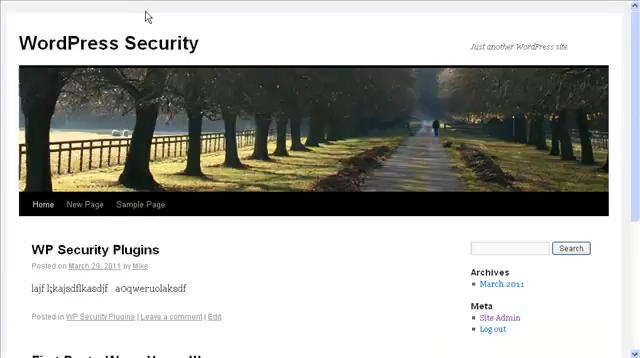 WordPress Security
Just another WordPress site
Home New Page Sample Page
WP Security Plugins
Posted on March 29, 2011 by Mike
lajf l;kajsdflkasdjf a0qweruolaksdf
Posted in WP Security Plugins | Leave a comment | Edit
Search
Archives
March 2011
Meta
Site Admin
Log out